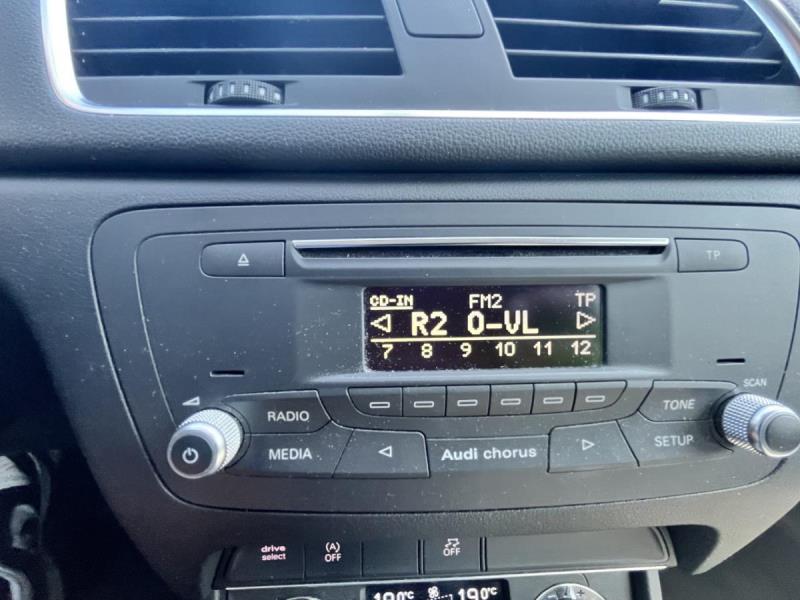 TP
CD-IN FM2 TP
R2 O-VL
7 8 9 10 11 12
SCAN
RADIO TONE
MEDIA Audi chorus SETUP
drive select
(A) OFF
OFF
19.0°C